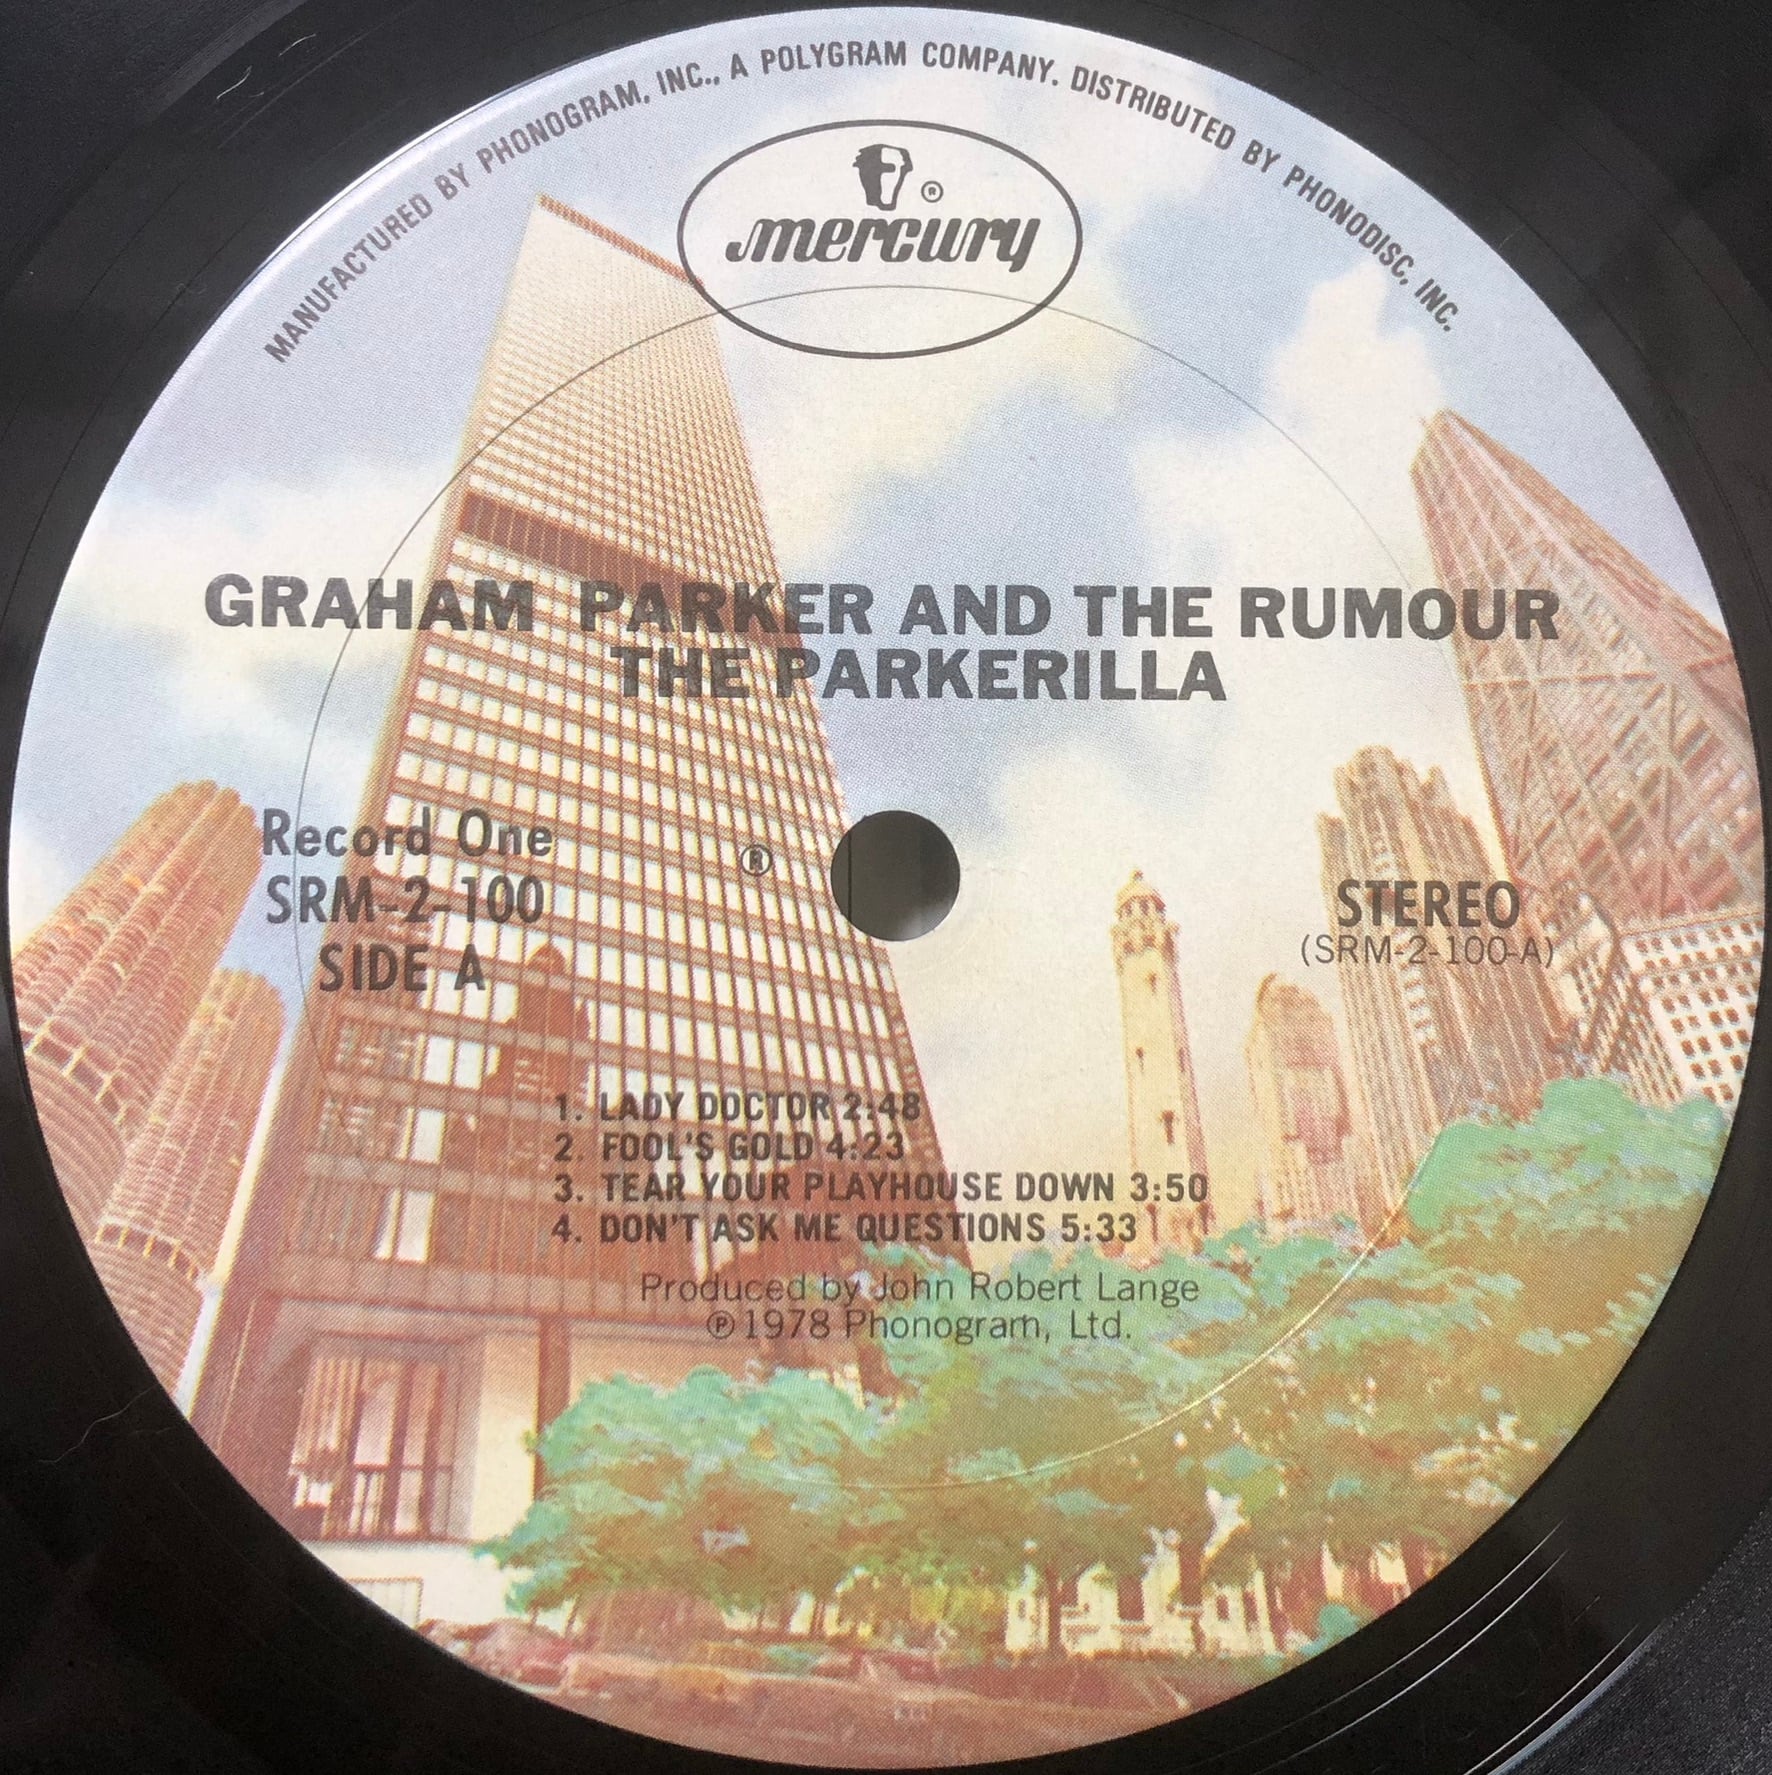 MANUFACTURED BY PHONOGRAM, INC., A POLYGRAM COMPANY. DISTRIBUTED BY PHONODISC, INC.
®
mercury
GRAHAM PARKER AND THE RUMOUR
THE PARKERILLA
Record One
SRM-2-100
SIDE A
®
STEREO
(SRM-2-100-A)
1. LADY DOCTOR 2:48
2. FOOL'S GOLD 4:23
3. TEAR YOUR PLAYHOUSE DOWN 3:50
4. DON'T ASK ME QUESTIONS 5:33
Produced by John Robert Lange
℗1978 Phonogram, Ltd.